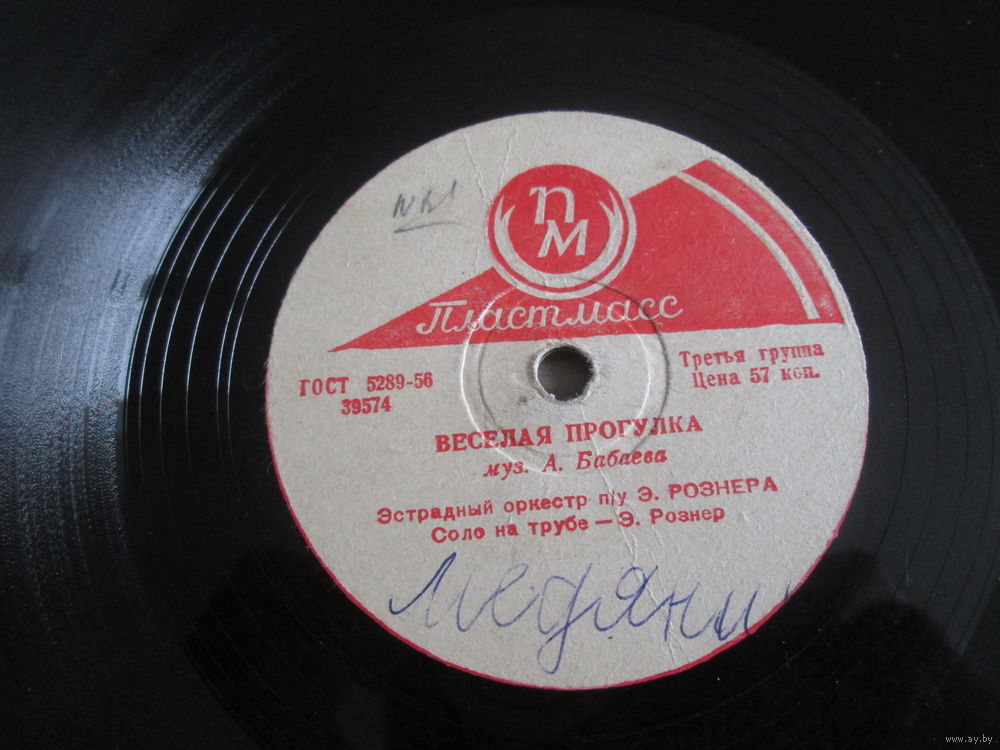 ПМ
Пластмасс
ГОСТ 5289-56
39574
Третья группа
Цена 57 коп.
ВЕСЕЛАЯ ПРОГУЛКА
муз. А. Бабаева
Эстрадный оркестр п/у Э. РОЗНЕРА
Соло на трубе — Э. Рознер
Медяни
www.ay.by